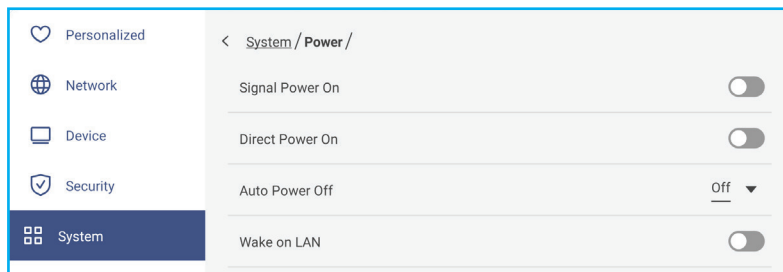 Personalized
Network
Device
Security
System
< System / Power /
Signal Power On
Direct Power On
Auto Power Off Off
Wake on LAN